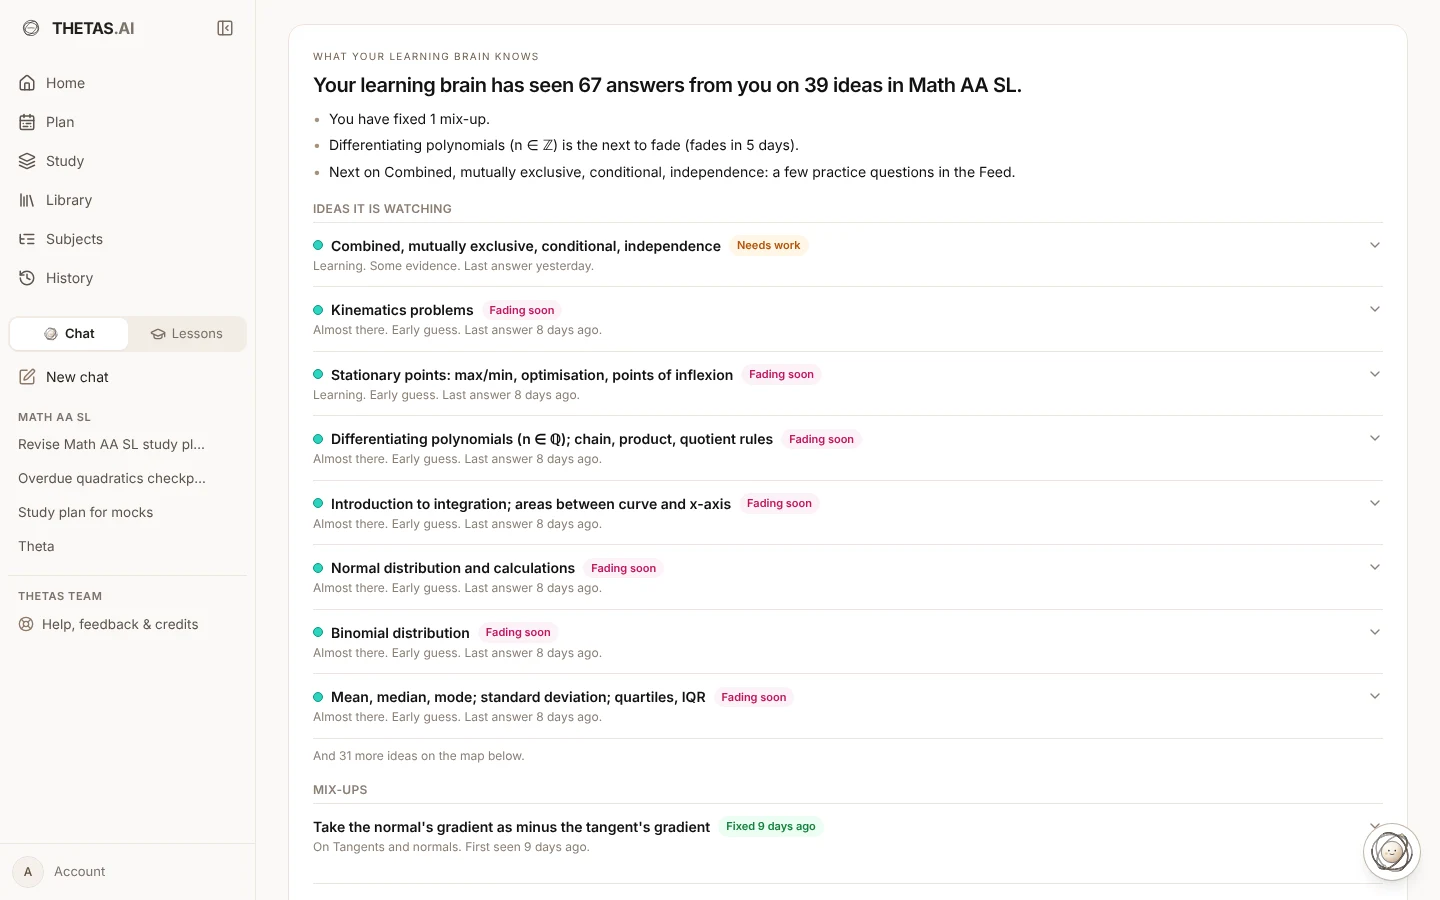 THETAS.AI
Home
Plan
Study
Library
Subjects
History
Chat
Lessons
New chat
MATH AA SL
Revise Math AA SL study pl...
Overdue quadratics checkp...
Study plan for mocks
Theta
THETAS TEAM
Help, feedback & credits
A
Account
WHAT YOUR LEARNING BRAIN KNOWS
Your learning brain has seen 67 answers from you on 39 ideas in Math AA SL.
• You have fixed 1 mix-up.
• Differentiating polynomials (n ∈ ℤ) is the next to fade (fades in 5 days).
• Next on Combined, mutually exclusive, conditional, independence: a few practice questions in the Feed.
IDEAS IT IS WATCHING
Combined, mutually exclusive, conditional, independence Needs work
Learning. Some evidence. Last answer yesterday.
Kinematics problems Fading soon
Almost there. Early guess. Last answer 8 days ago.
Stationary points: max/min, optimisation, points of inflexion Fading soon
Learning. Early guess. Last answer 8 days ago.
Differentiating polynomials (n ∈ ℚ); chain, product, quotient rules Fading soon
Almost there. Early guess. Last answer 8 days ago.
Introduction to integration; areas between curve and x-axis Fading soon
Almost there. Early guess. Last answer 8 days ago.
Normal distribution and calculations Fading soon
Almost there. Early guess. Last answer 8 days ago.
Binomial distribution Fading soon
Almost there. Early guess. Last answer 8 days ago.
Mean, median, mode; standard deviation; quartiles, IQR Fading soon
Almost there. Early guess. Last answer 8 days ago.
And 31 more ideas on the map below.
MIX-UPS
Take the normal's gradient as minus the tangent's gradient Fixed 9 days ago
On Tangents and normals. First seen 9 days ago.